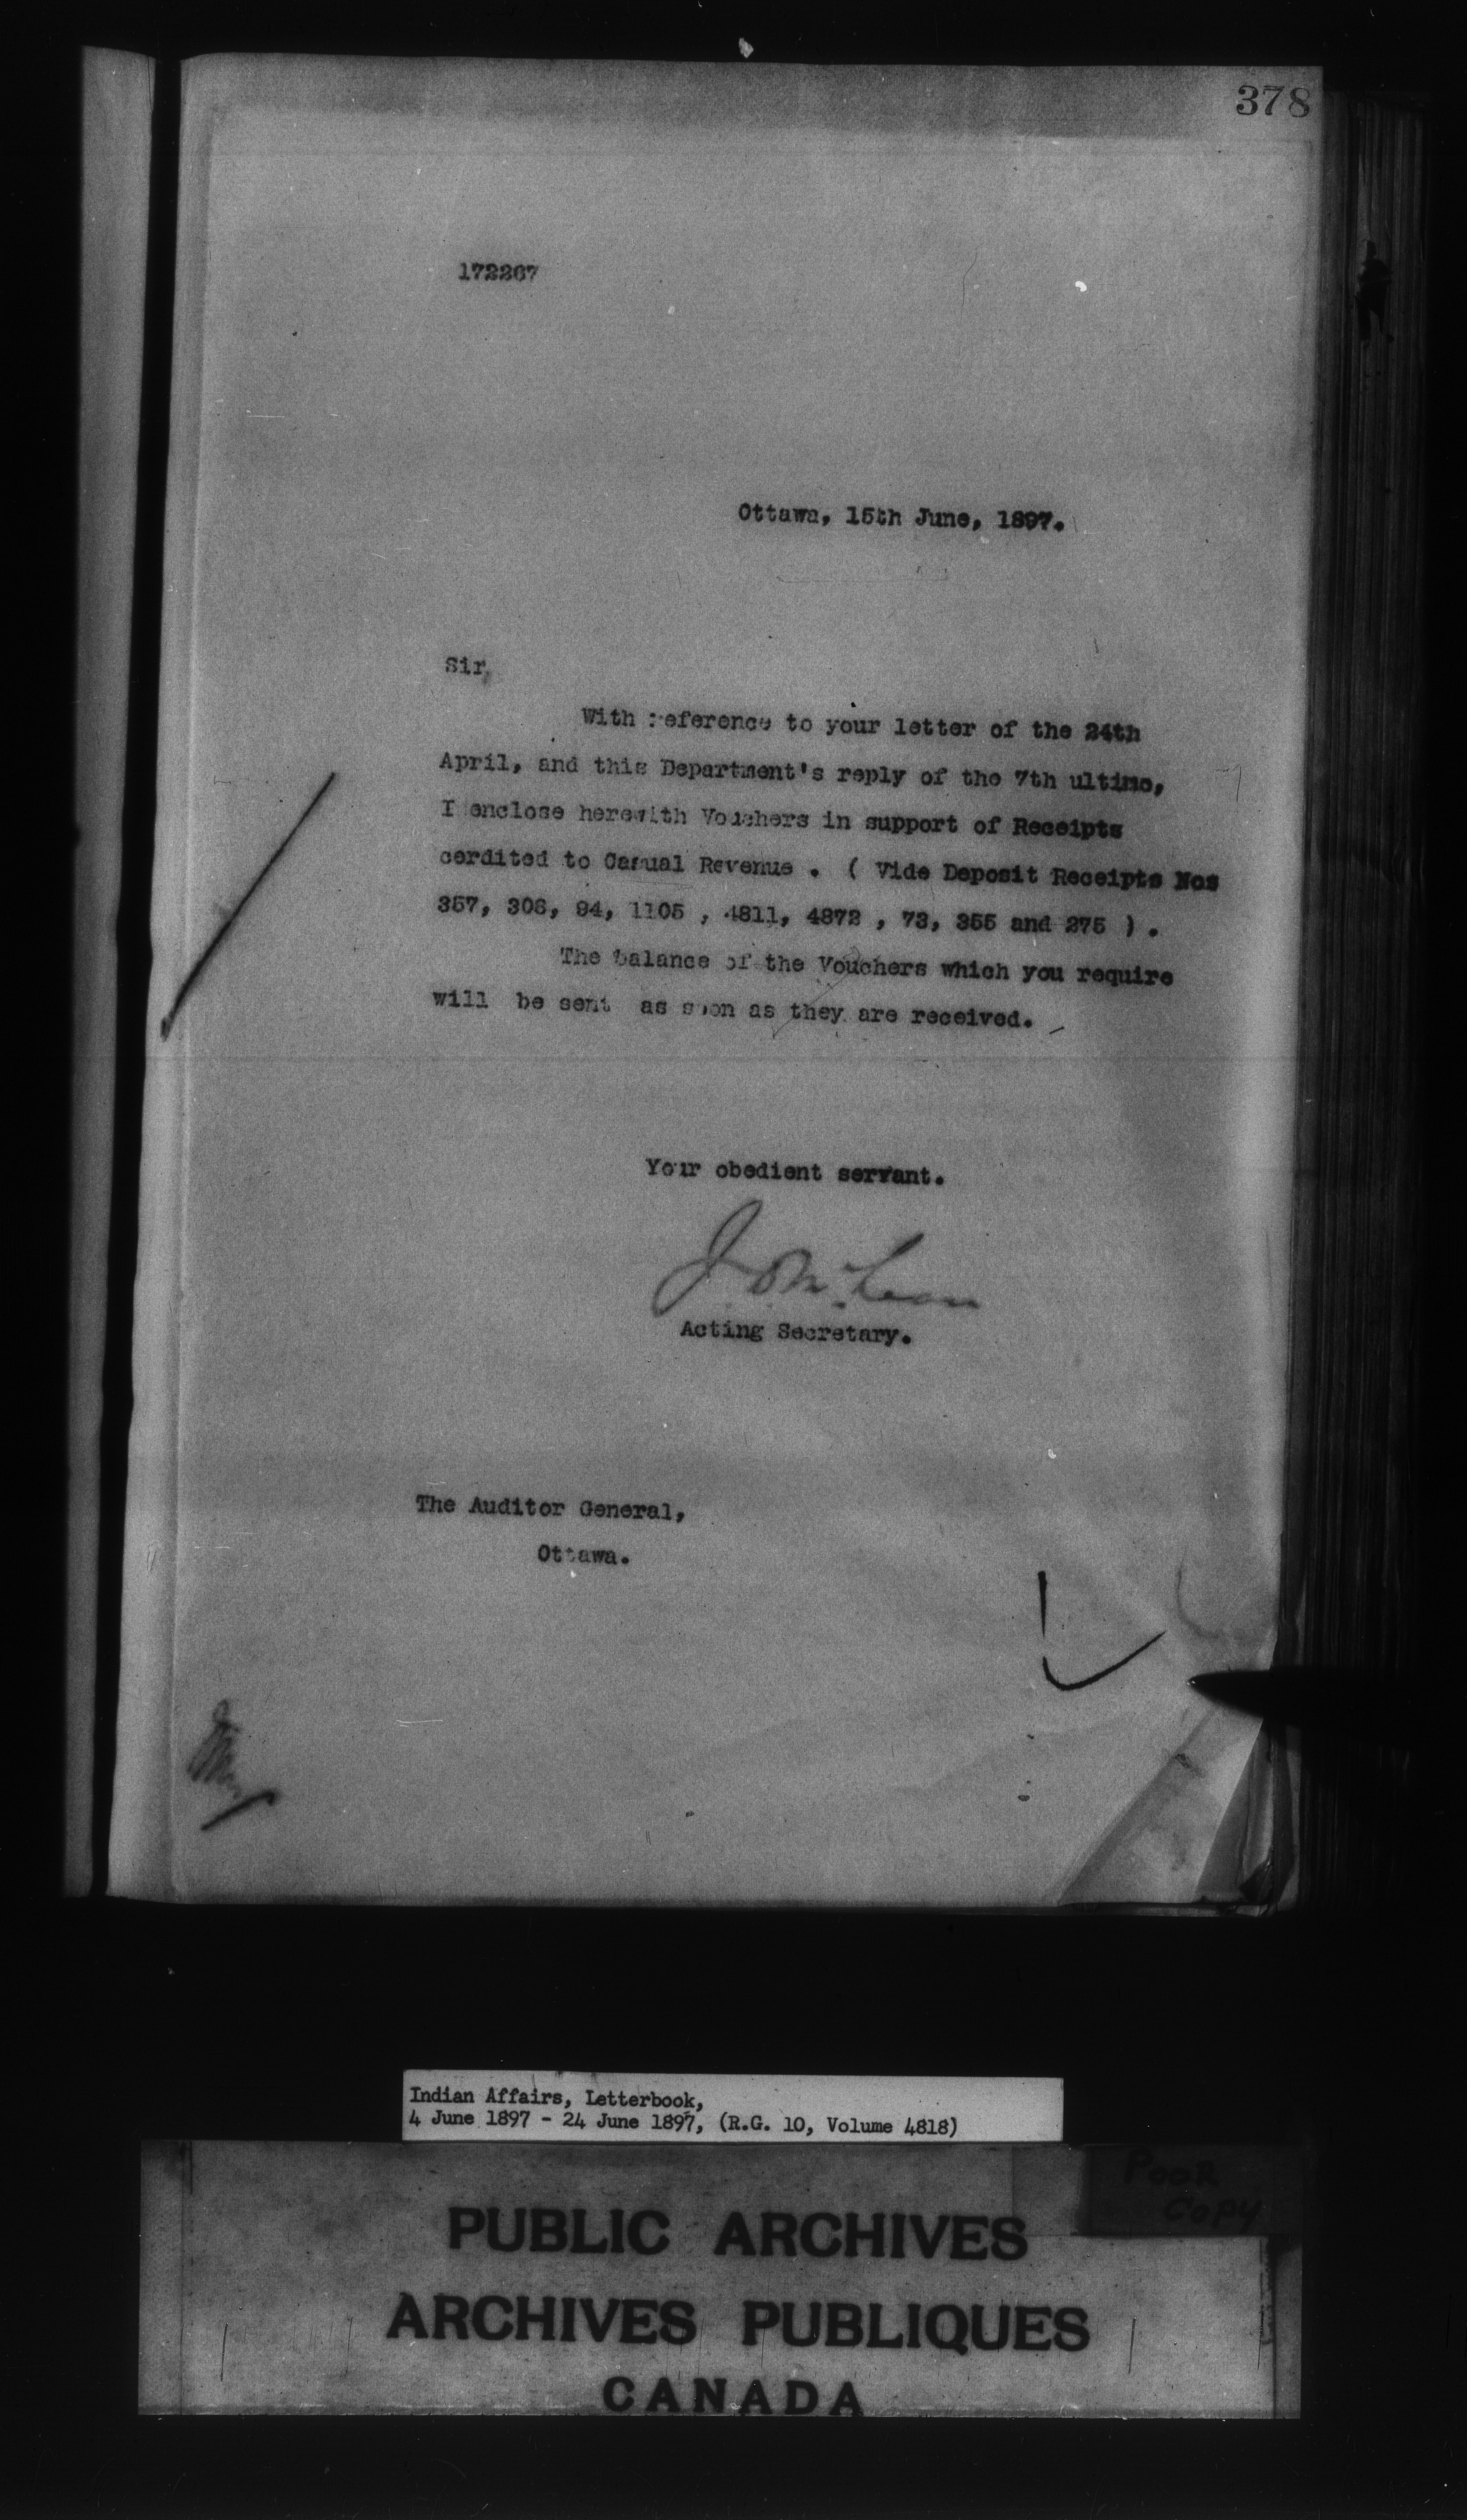 378
172267
Ottawa, 15th June, 1897.
Sir,
With reference to your letter of the 24th
April, and this Department's reply of the 7th ultimo,
I enclose herewith Vouchers in support of Receipts
cerdited to Casual Revenue . ( Vide Deposit Receipts Nos
357, 306, 94, 1105 , 4811, 4872 , 73, 355 and 275 ) .
The balance of the Vouchers which you require
will be sent as soon as they are received.
Your obedient servant.
J D McLean
Acting Secretary.
The Auditor General,
Ottawa.
Indian Affairs, Letterbook,
4 June 1897 - 24 June 1897, (R.G. 10, Volume 4818)
POOR
COPY
PUBLIC ARCHIVES
ARCHIVES PUBLIQUES
CANADA